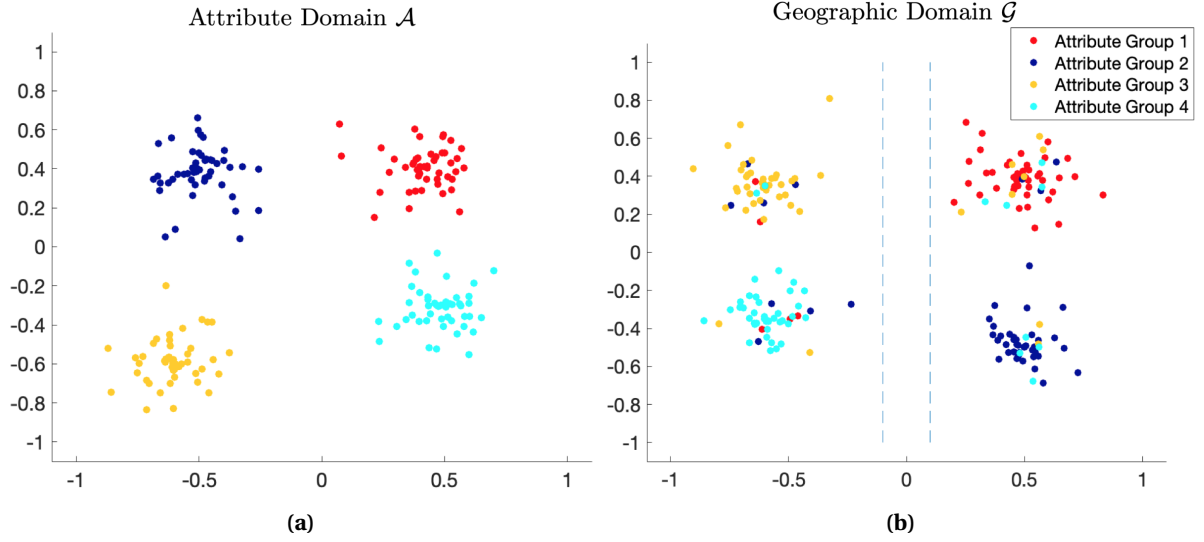 Attribute Domain 𝒜
1
0.8
0.6
0.4
0.2
0
-0.2
-0.4
-0.6
-0.8
-1
-1 -0.5 0 0.5 1
(a)
Geographic Domain 𝒢
Attribute Group 1
Attribute Group 2
Attribute Group 3
Attribute Group 4
1
0.8
0.6
0.4
0.2
0
-0.2
-0.4
-0.6
-0.8
-1
-1 -0.5 0 0.5 1
(b)